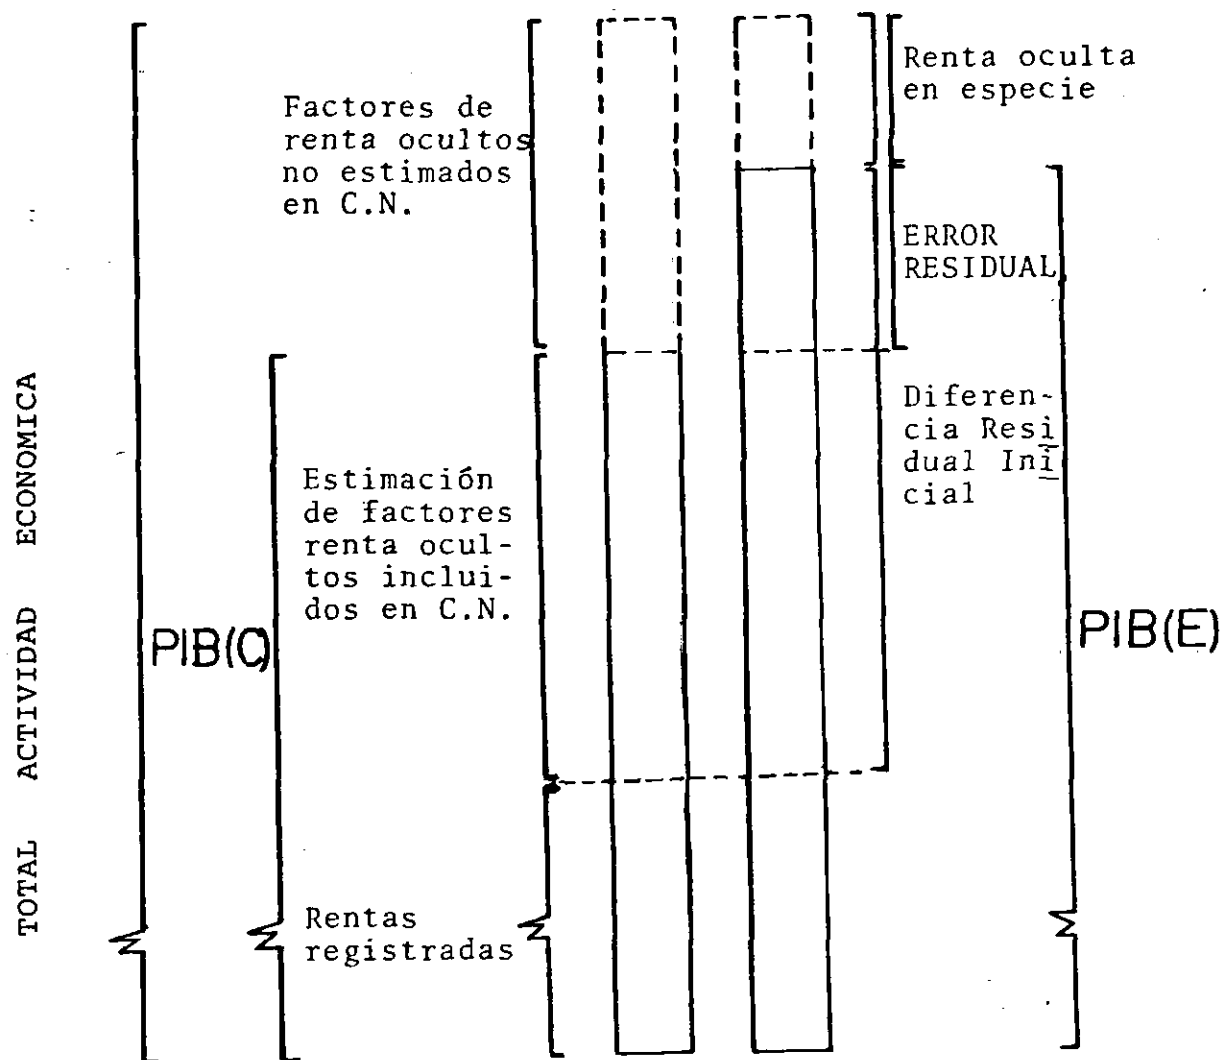 TOTAL ACTIVIDAD ECONOMICA
PIB(C)
Factores de
renta ocultos
no estimados
en C.N.
Estimación
de factores
renta ocul-
tos inclui-
dos en C.N.
Rentas
registradas
Renta oculta
en especie
ERROR
RESIDUAL
Diferen-
cia Resi
dual Ini
cial
PIB(E)